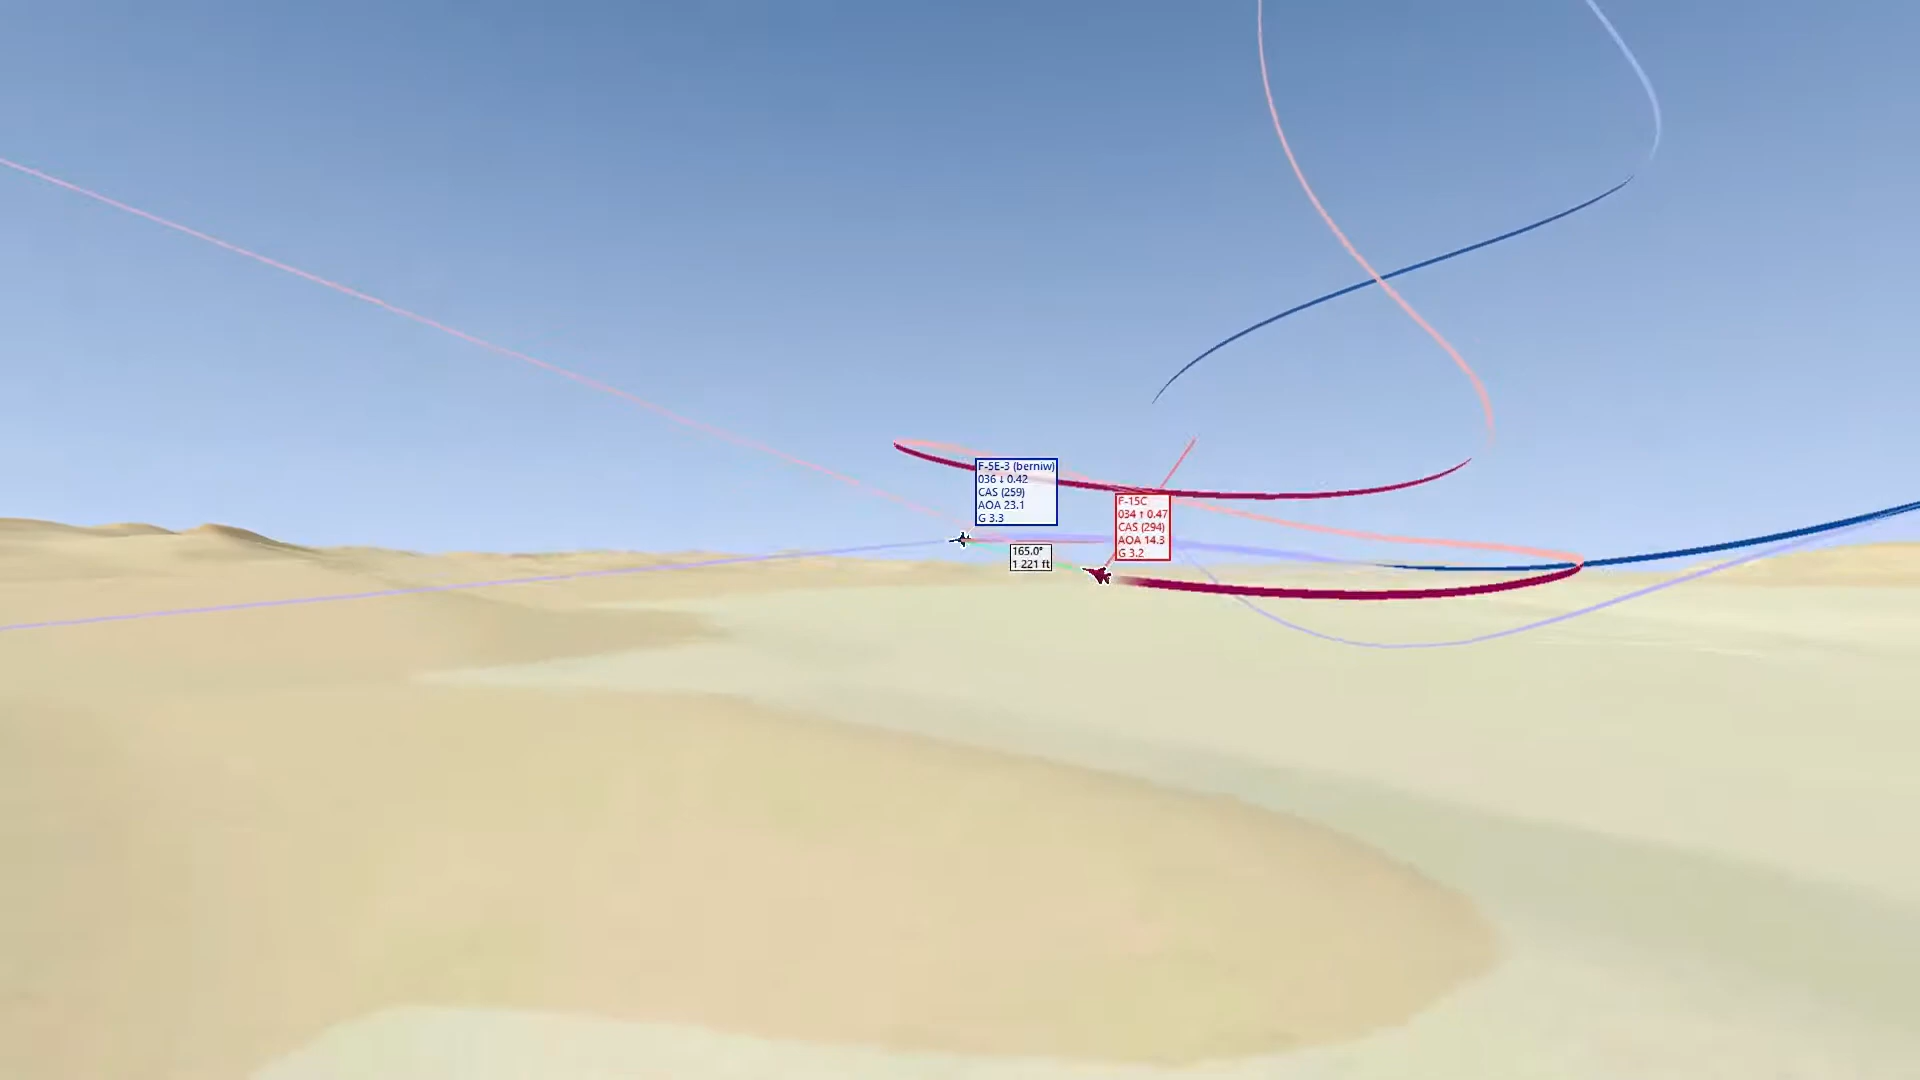 F-5E-3 (berniw)
036 ↓ 0.42
CAS (259)
AOA 23.1
G 3.3
F-15C
034 ↑ 0.47
CAS (294)
AOA 14.3
G 3.2
165.0°
1 221 ft